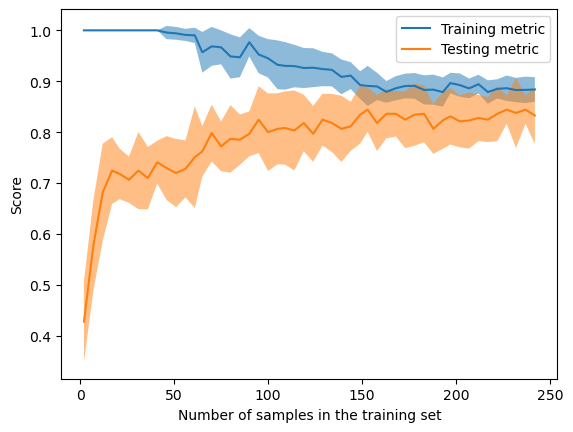 Training metric
Testing metric
1.0
0.9
0.8
0.7
0.6
0.5
0.4
Score
0 50 100 150 200 250
Number of samples in the training set